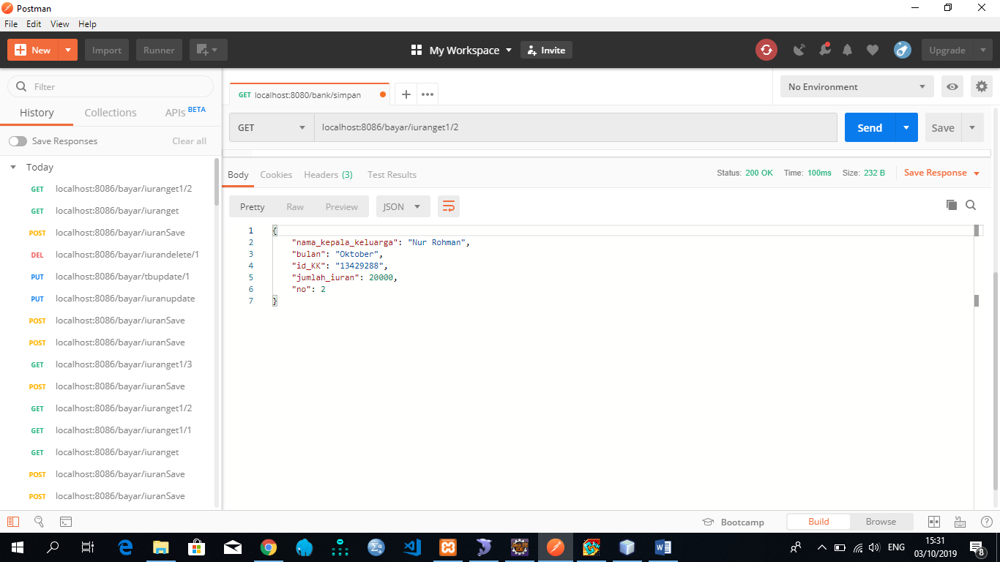 Postman
File Edit View Help
New Import Runner My Workspace Invite Upgrade
Filter
History Collections APIs BETA
Save Responses Clear all
Today
GET localhost:8086/bayar/iuranget1/2
GET localhost:8086/bayar/iuranget
POST localhost:8086/bayar/iuranSave
DEL localhost:8086/bayar/iurandelete/1
PUT localhost:8086/bayar/tbupdate/1
PUT localhost:8086/bayar/iuranupdate
POST localhost:8086/bayar/iuranSave
POST localhost:8086/bayar/iuranSave
GET localhost:8086/bayar/iuranget1/3
POST localhost:8086/bayar/iuranSave
GET localhost:8086/bayar/iuranget1/2
GET localhost:8086/bayar/iuranget1/1
GET localhost:8086/bayar/iuranget
POST localhost:8086/bayar/iuranSave
POST localhost:8086/bayar/iuranSave
GET localhost:8080/bank/simpan No Environment
GET localhost:8086/bayar/iuranget1/2 Send Save
Body Cookies Headers (3) Test Results Status: 200 OK Time: 100ms Size: 232 B Save Response
Pretty Raw Preview JSON
1 {
2 "nama_kepala_keluarga": "Nur Rohman",
3 "bulan": "Oktober",
4 "id_KK": "13429288",
5 "jumlah_iuran": 20000,
6 "no": 2
7 }
Bootcamp Build Browse
ENG 15:31
03/10/2019 8